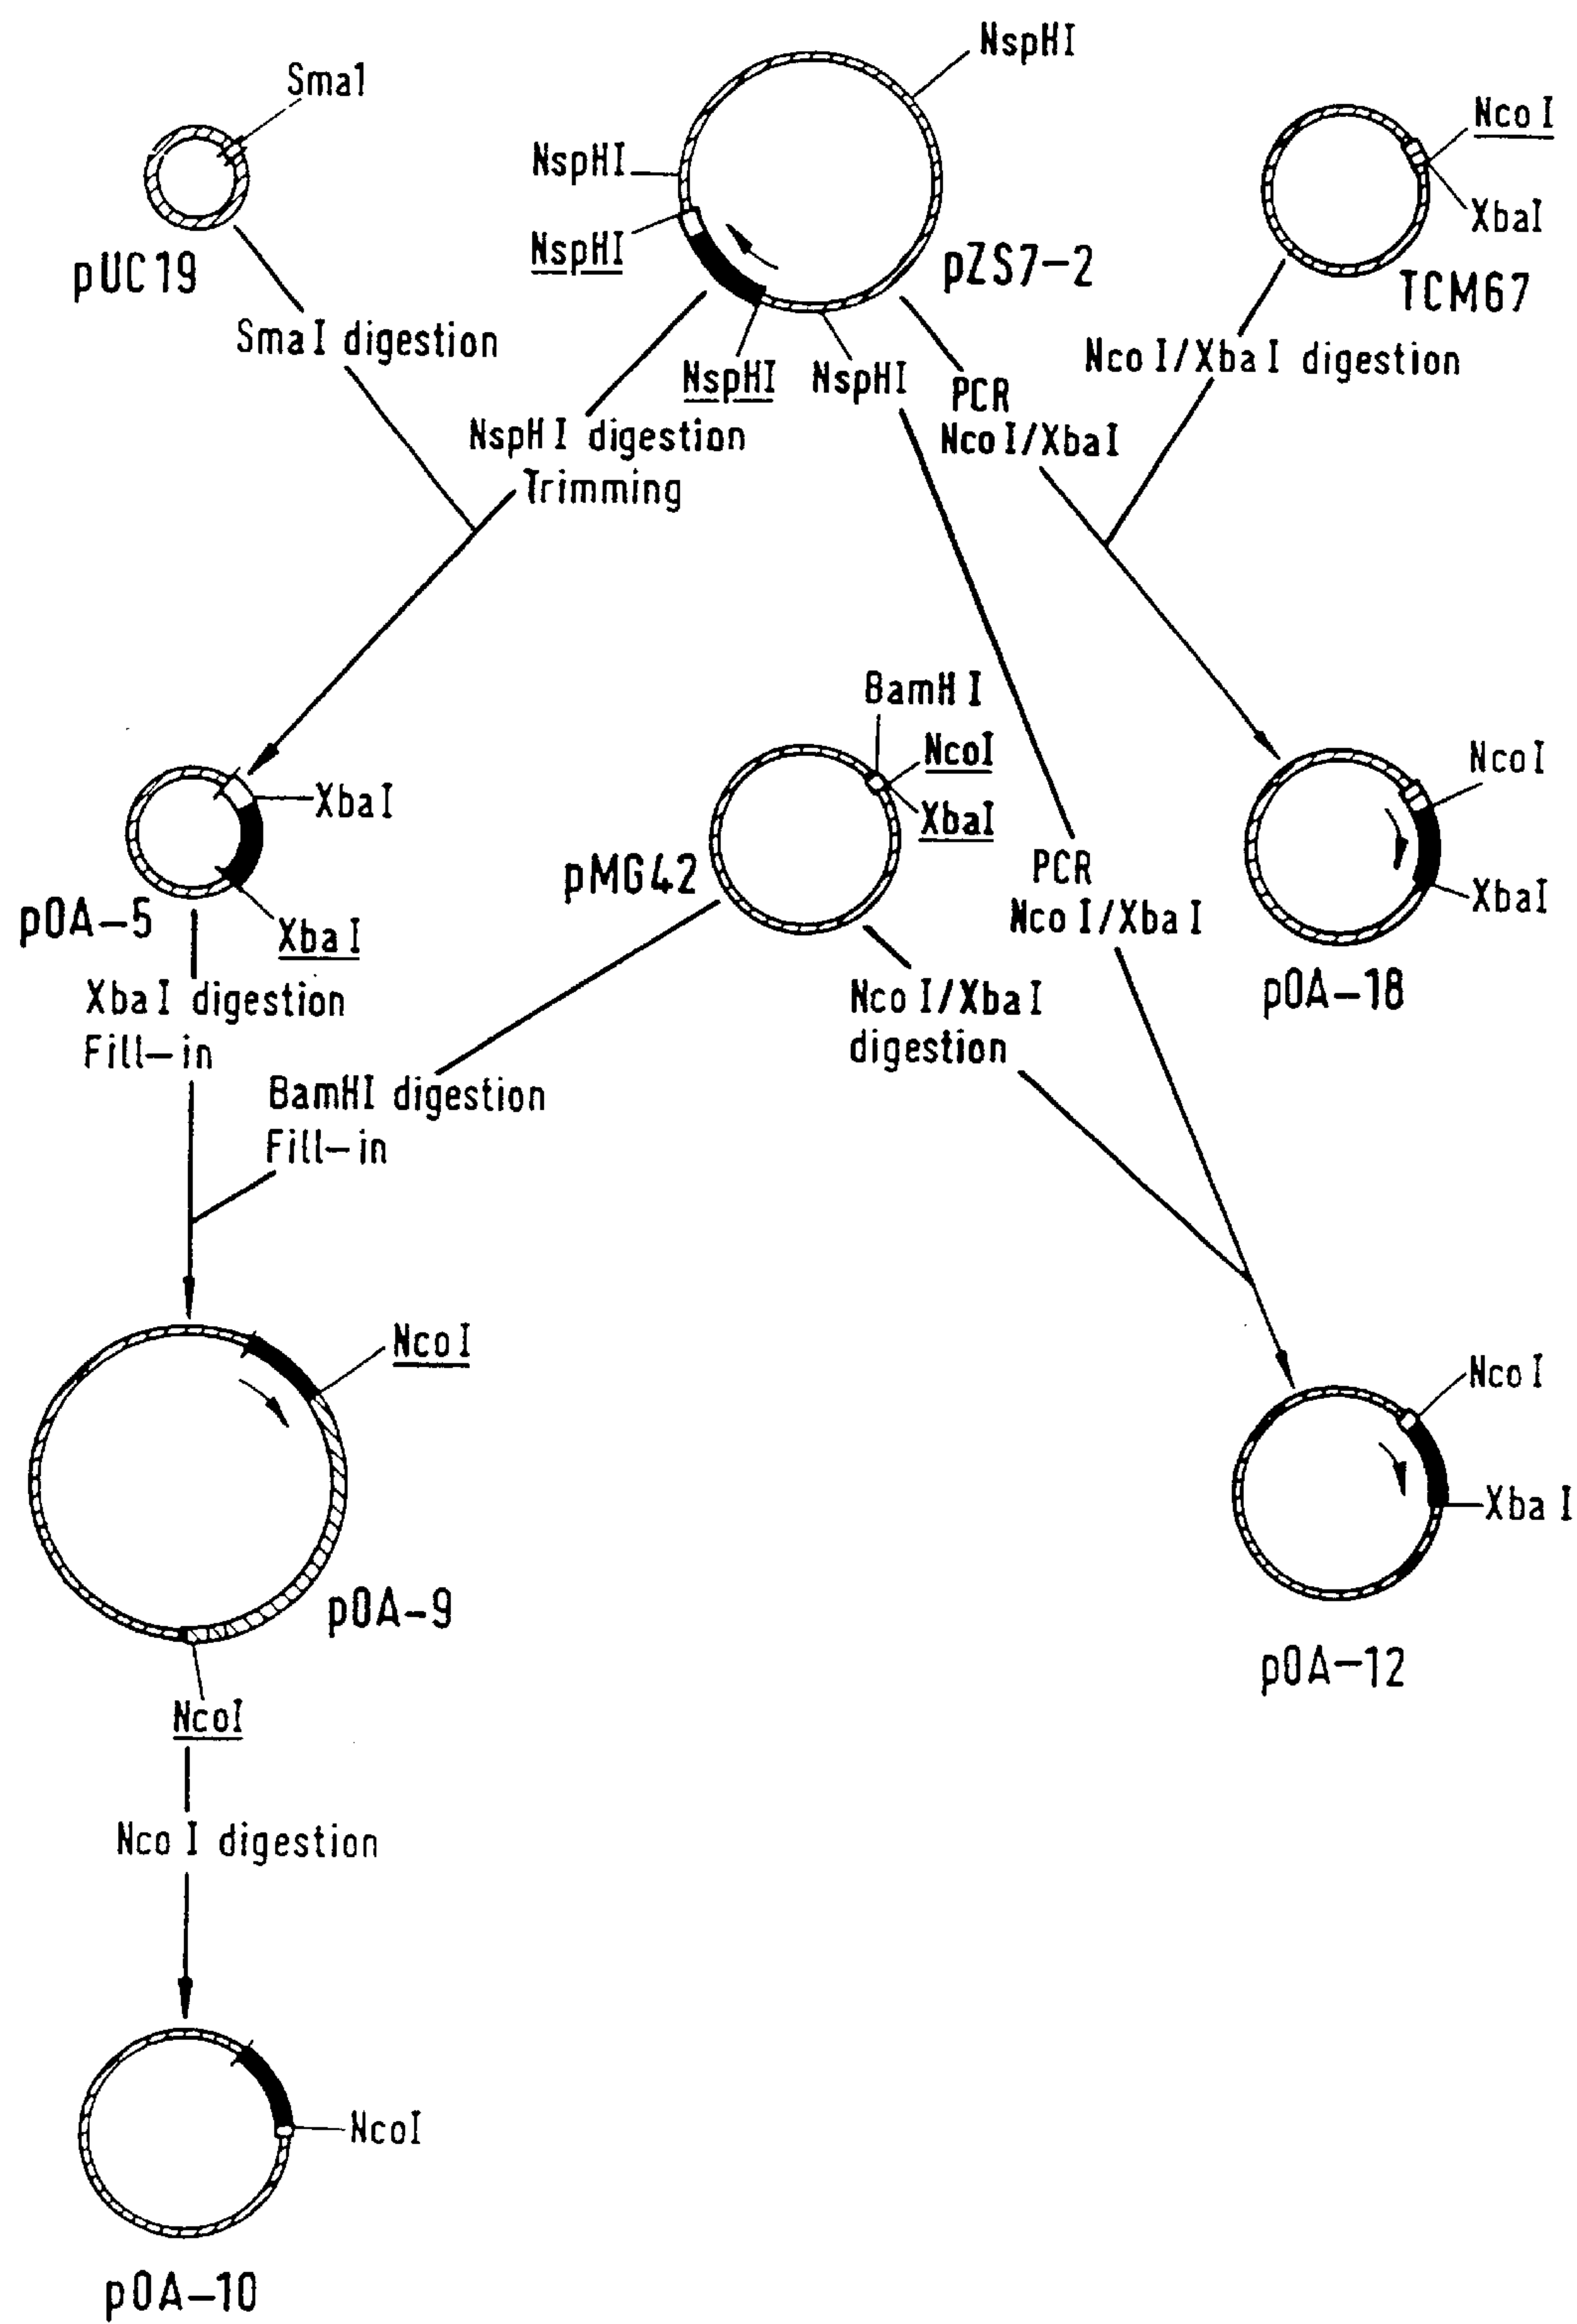 SmaI
NspHI
NcoI
NspHI
NspHI
XbaI
pUC19
pZS7-2
TCM67
SmaI digestion
NspHI
NspHI
NcoI/XbaI digestion
NspHI digestion
Trimming
PCR
NcoI/XbaI
BamHI
NcoI
XbaI
NcoI
XbaI
pMG42
pOA-5
XbaI
PCR
NcoI/XbaI
XbaI
pOA-18
XbaI digestion
Fill-in
NcoI/XbaI
digestion
BamHI digestion
Fill-in
NcoI
NcoI
XbaI
pOA-9
pOA-12
NcoI
NcoI digestion
NcoI
pOA-10